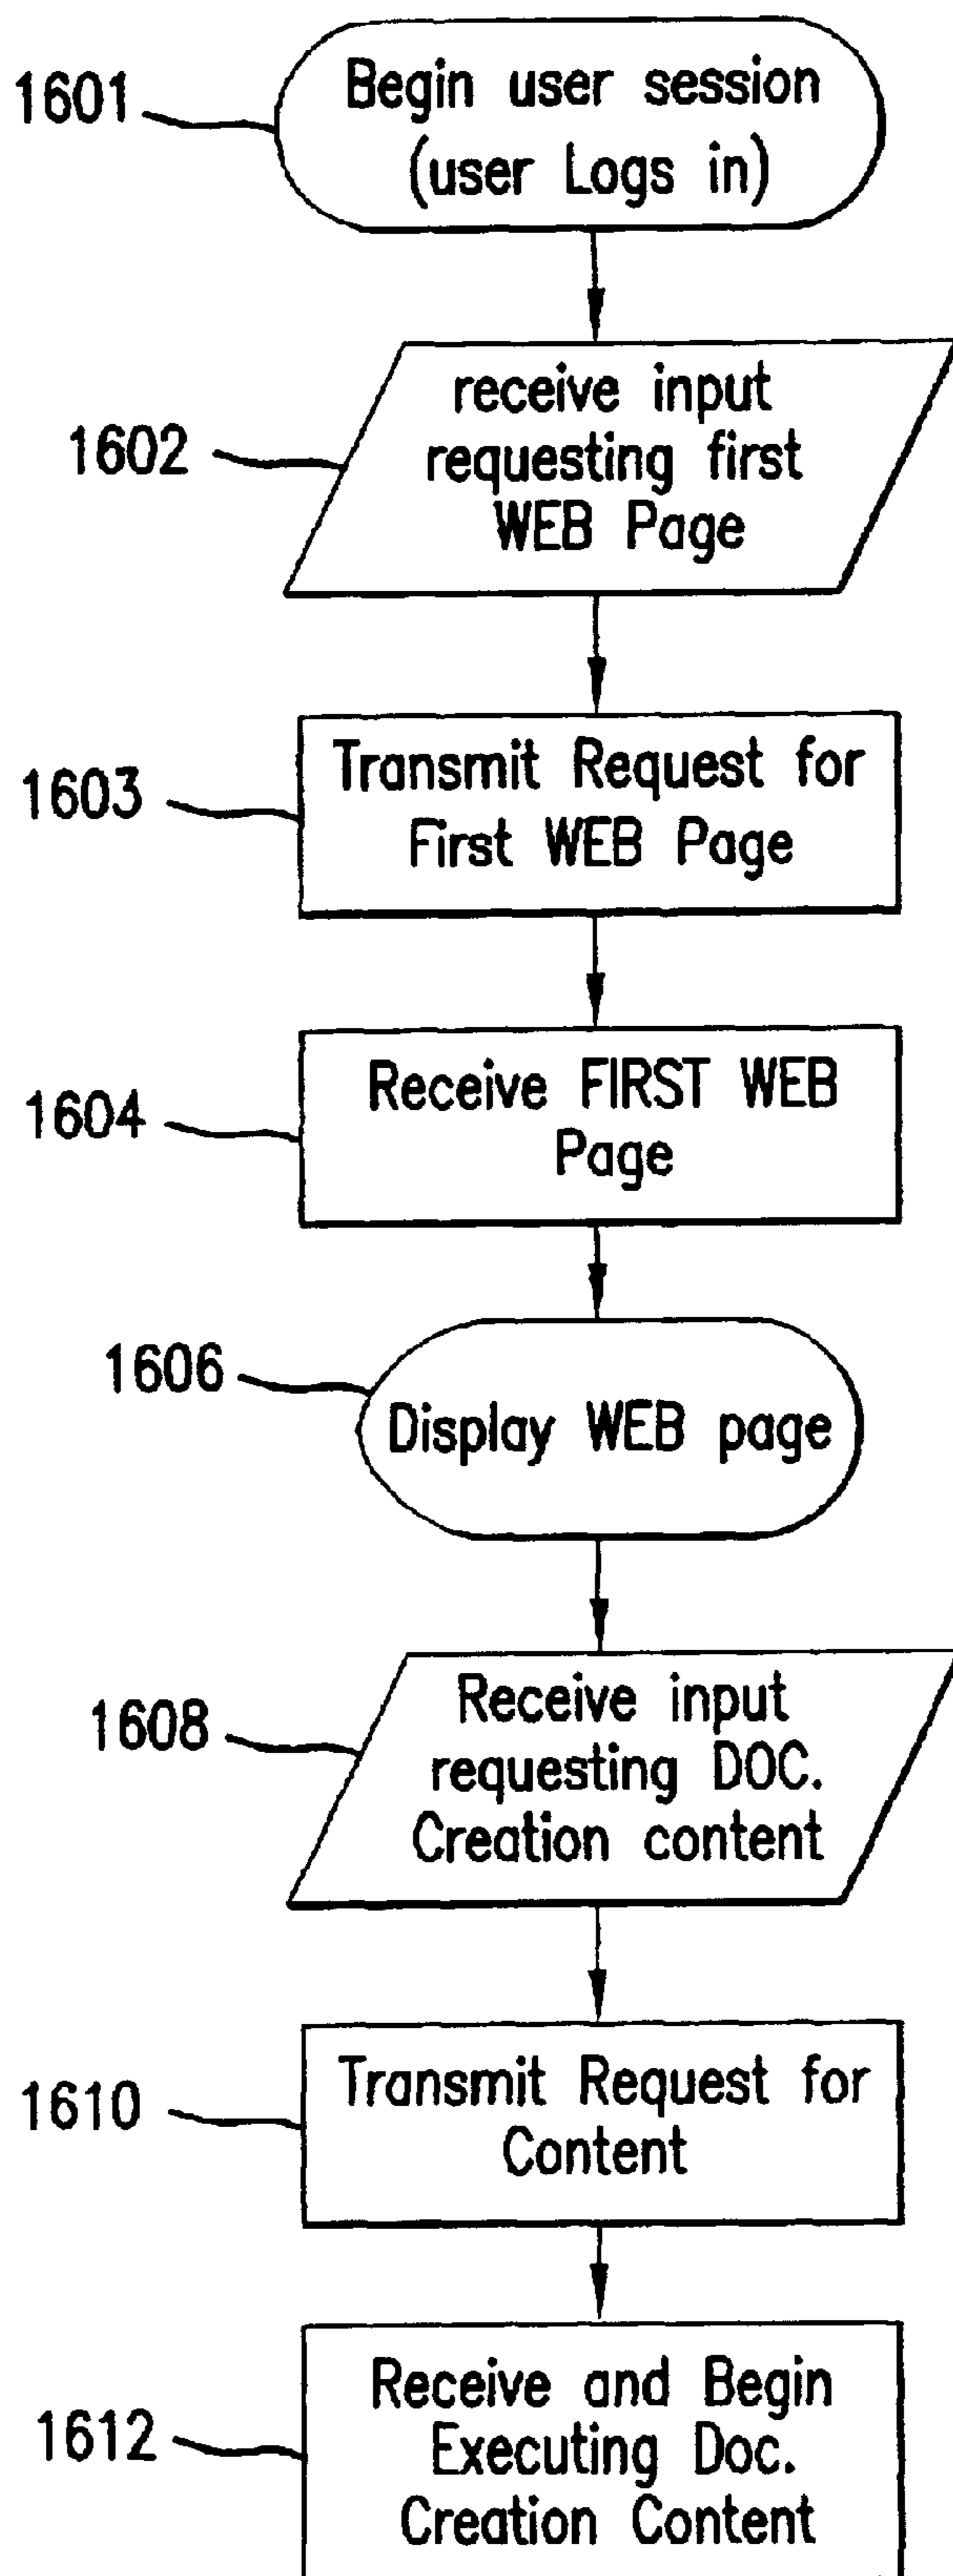 1601
Begin user session
(user Logs in)
1602
receive input
requesting first
WEB Page
1603
Transmit Request for
First WEB Page
1604
Receive FIRST WEB
Page
1606
Display WEB page
1608
Receive input
requesting DOC.
Creation content
1610
Transmit Request for
Content
1612
Receive and Begin
Executing Doc.
Creation Content